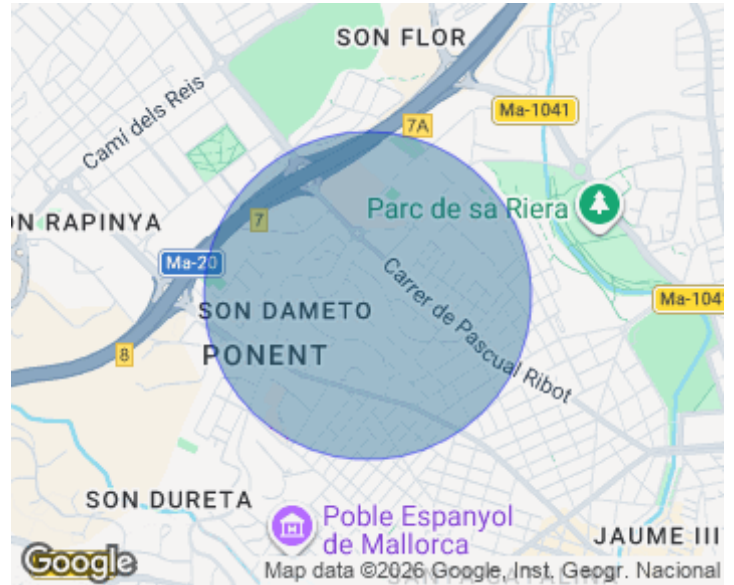 SON FLOR
Camí dels Reis
7A
Ma-1041
Parc de sa Riera
N RAPINYA
7
Ma-20
Carrer de Pascual Ribot
Ma-104
SON DAMETO
PONENT
8
SON DURETA
Poble Espanyol
de Mallorca
JAUME III
Google
Map data ©2026 Google, Inst. Geogr. Nacional